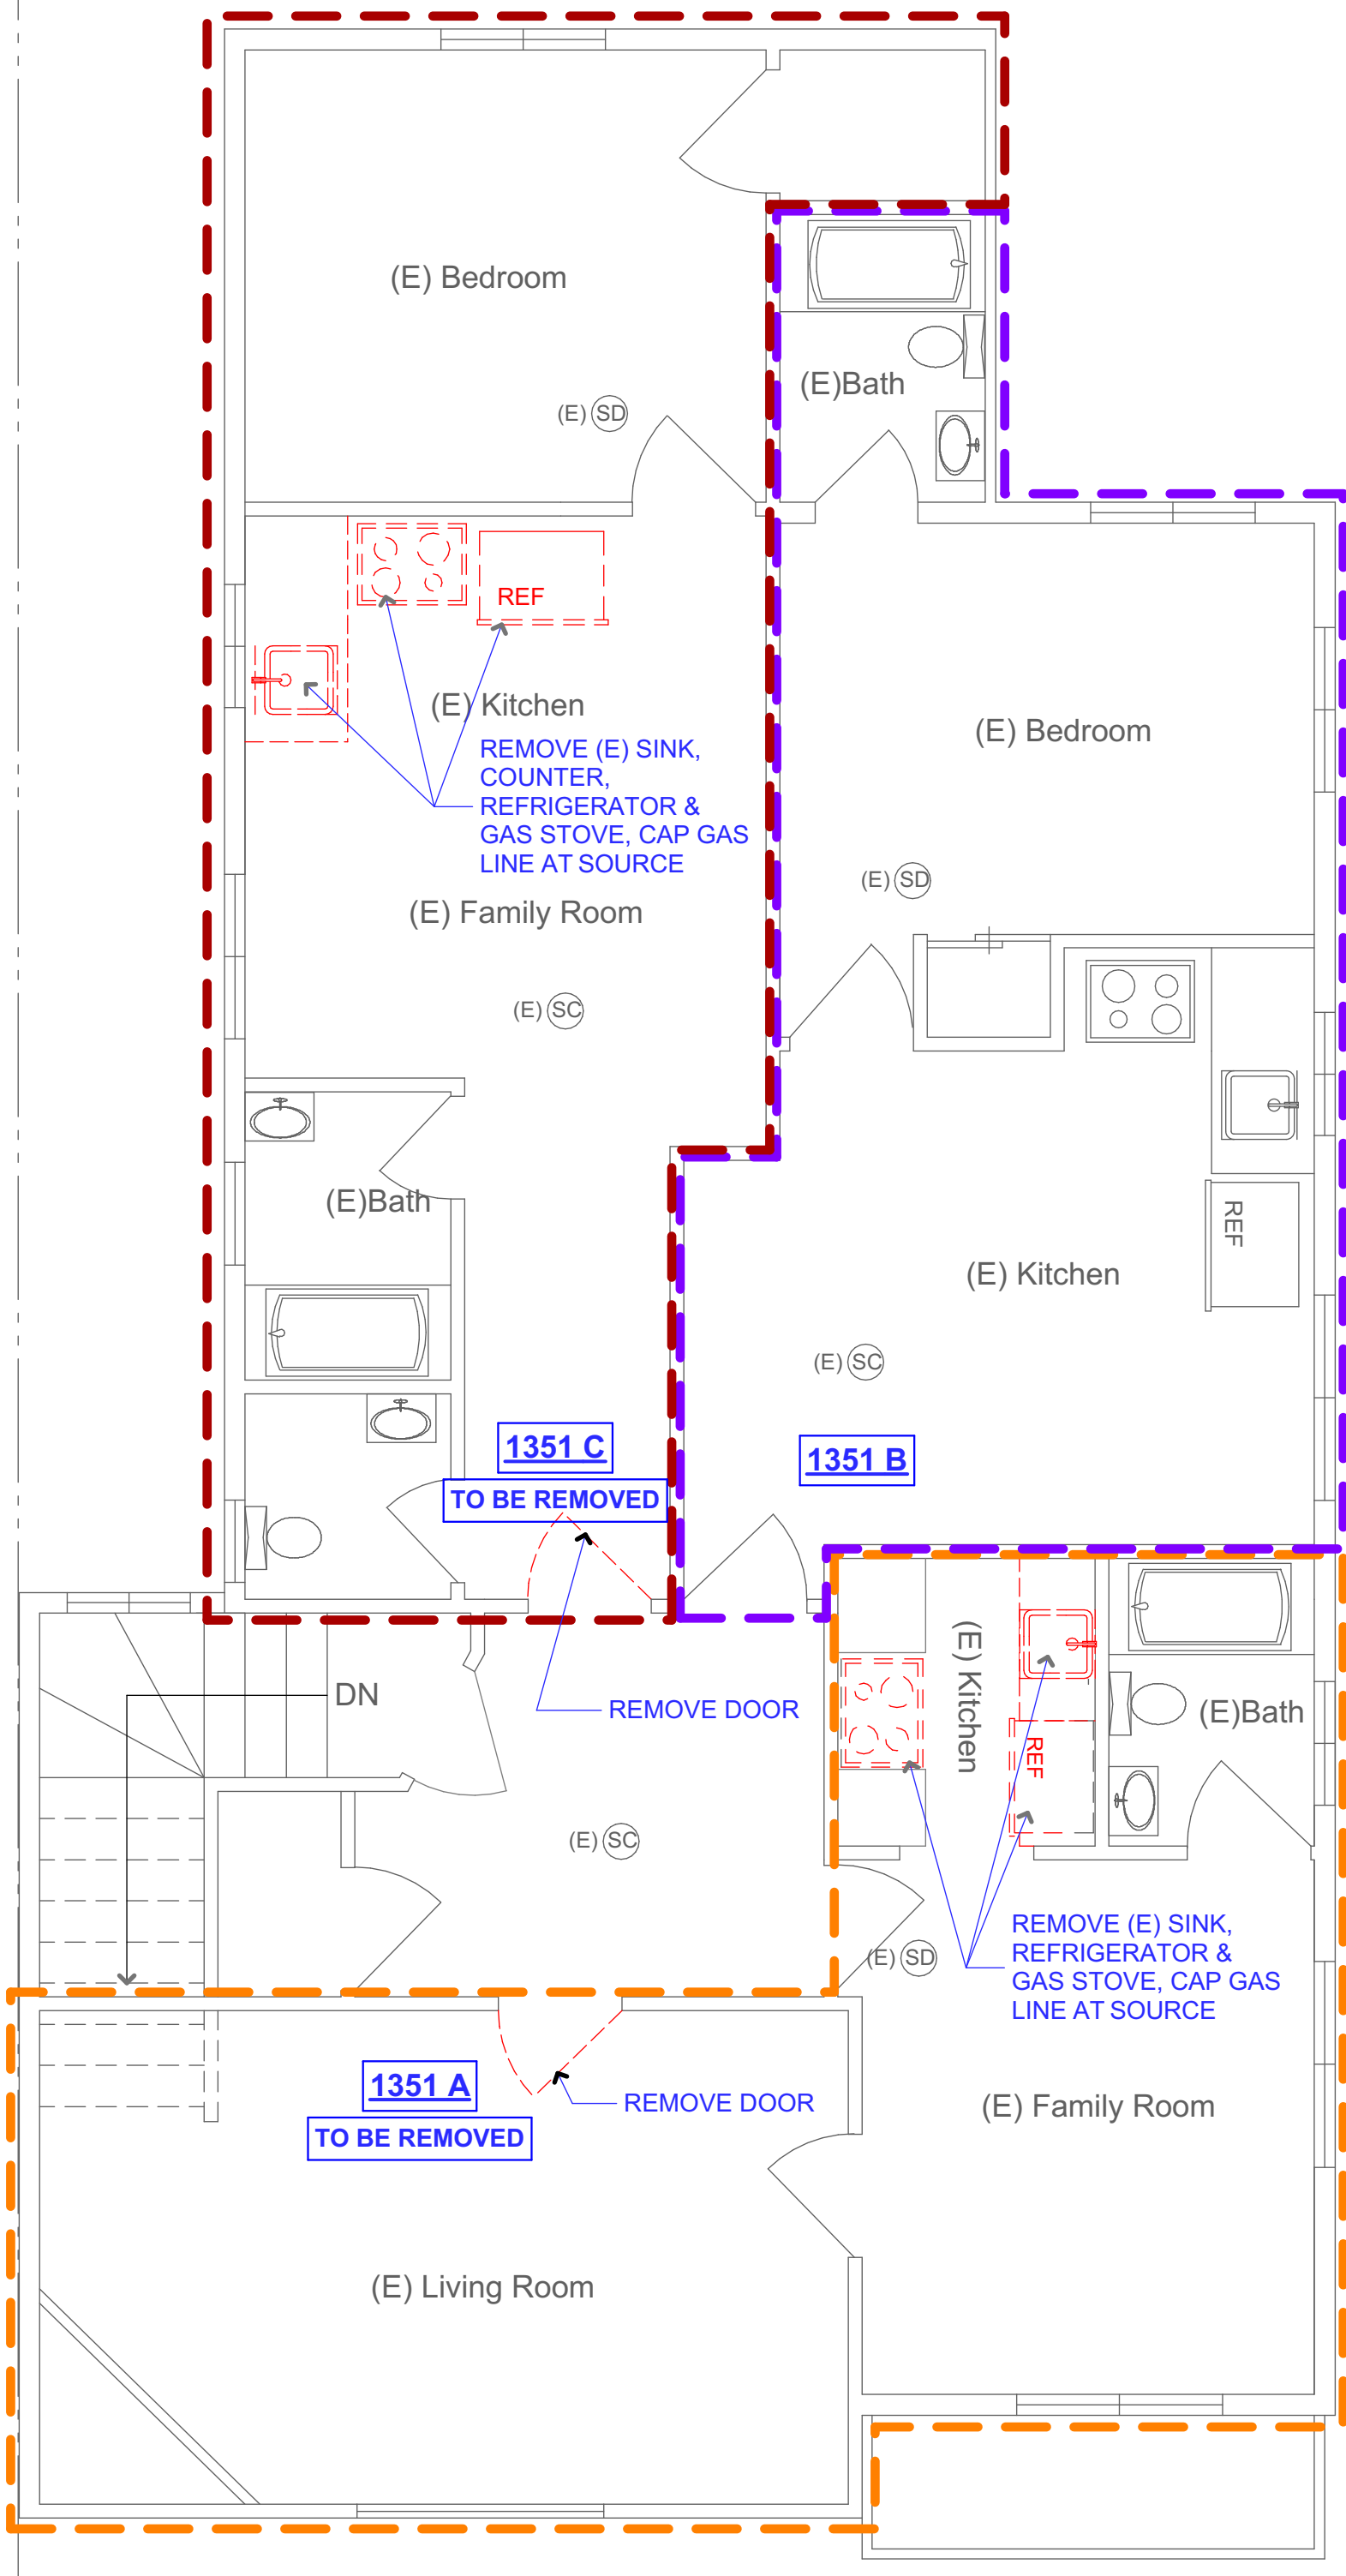 (E) Bedroom
(E)Bath
(E) SD
REF
(E) Kitchen
(E) Bedroom
REMOVE (E) SINK,
COUNTER,
REFRIGERATOR &
GAS STOVE, CAP GAS
LINE AT SOURCE
(E) SD
(E) Family Room
(E) SC
(E)Bath
REF
(E) Kitchen
(E) SC
1351 C
TO BE REMOVED
1351 B
(E) Kitchen
DN
REMOVE DOOR
(E)Bath
REF
(E) SC
(E) SD
REMOVE (E) SINK,
REFRIGERATOR &
GAS STOVE, CAP GAS
LINE AT SOURCE
1351 A
TO BE REMOVED
REMOVE DOOR
(E) Family Room
(E) Living Room